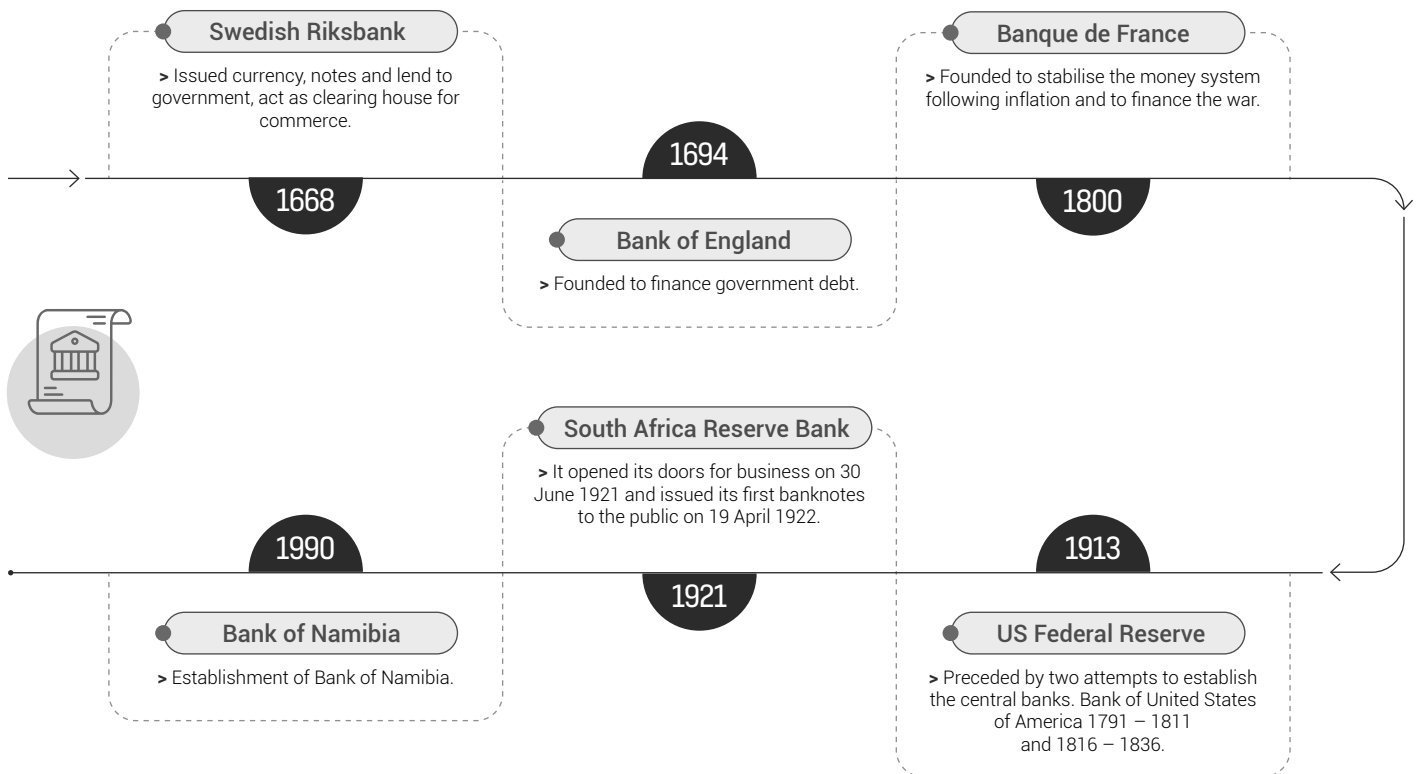 Swedish Riksbank
> Issued currency, notes and lend to
government, act as clearing house for
commerce.
1668
1694
Bank of England
> Founded to finance government debt.
Banque de France
> Founded to stabilise the money system
following inflation and to finance the war.
1800
1913
US Federal Reserve
> Preceded by two attempts to establish
the central banks. Bank of United States
of America 1791 – 1811
and 1816 – 1836.
South Africa Reserve Bank
> It opened its doors for business on 30
June 1921 and issued its first banknotes
to the public on 19 April 1922.
1921
1990
Bank of Namibia
> Establishment of Bank of Namibia.